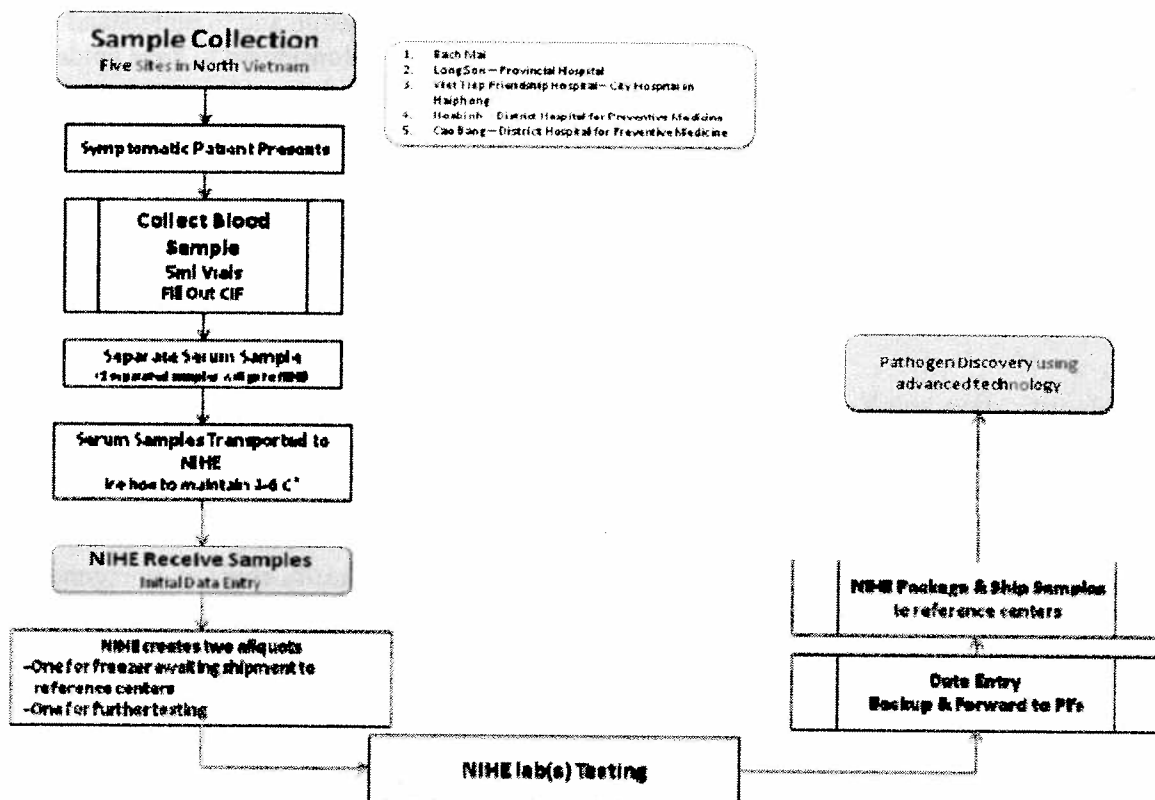 Sample Collection
Five Sites in North Vietnam
1. Bach Mai
2. Long Son – Provincial Hospital
3. Viet Tiep Friendship Hospital – City Hospital in
Haiphong
4. Hoabinh – District Hospital for Preventive Medicine
5. Cao Bang – District Hospital for Preventive Medicine
Symptomatic Patient Presents
Collect Blood
Sample
5ml Vials
Fill Out CIF
Separate Serum Sample
separated samples
Serum Samples Transported to
NIHE
Ice box to maintain C°
NIHE Receive Samples
Initial Data Entry
NIHE creates two aliquots
-One for freezer awaiting shipment to
reference centers
-One for further testing
NIHE lab(s) Testing
Data Entry
Backup & Forward to PI's
NIHE Package & Ship Samples
to reference centers
Pathogen Discovery using
advanced technology